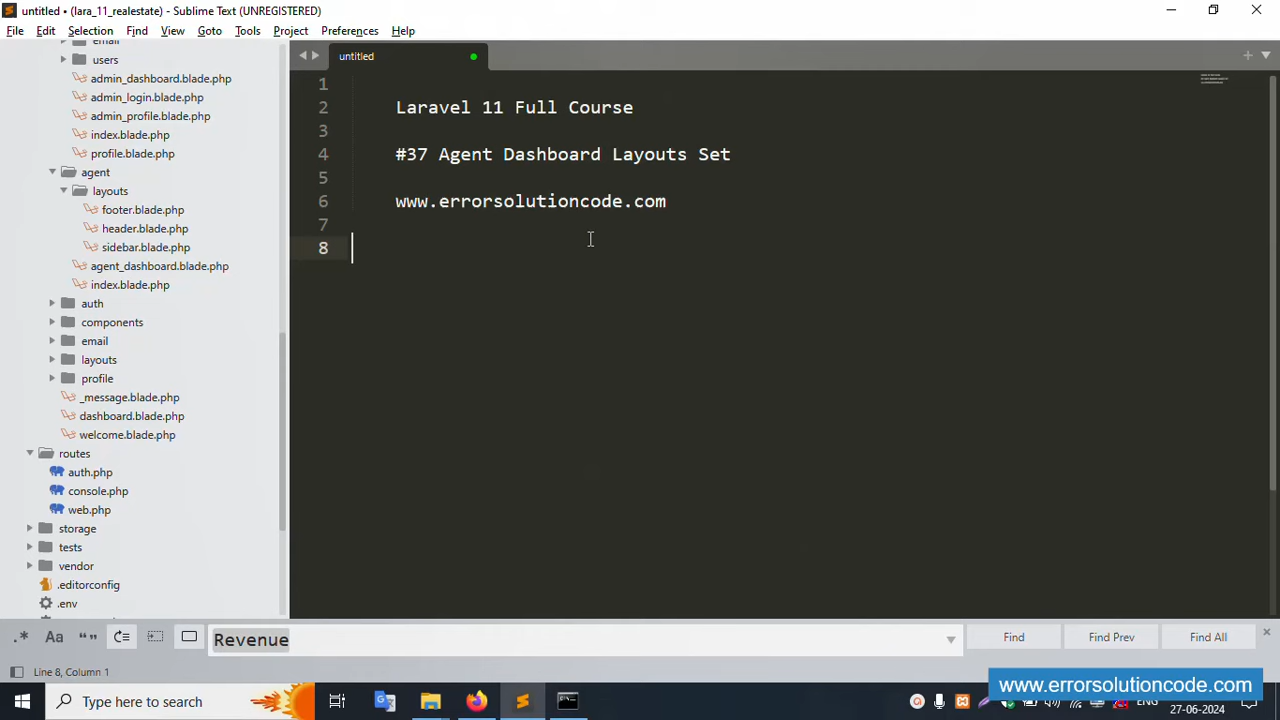 untitled • (lara_11_realestate) - Sublime Text (UNREGISTERED)
File Edit Selection Find View Goto Tools Project Preferences Help
email
users
admin_dashboard.blade.php
admin_login.blade.php
admin_profile.blade.php
index.blade.php
profile.blade.php
agent
layouts
footer.blade.php
header.blade.php
sidebar.blade.php
agent_dashboard.blade.php
index.blade.php
auth
components
email
layouts
profile
_message.blade.php
dashboard.blade.php
welcome.blade.php
routes
auth.php
console.php
web.php
storage
tests
vendor
.editorconfig
.env
untitled
1
2 Laravel 11 Full Course
3
4 #37 Agent Dashboard Layouts Set
5
6 www.errorsolutioncode.com
7
8
.* Aa “” Revenue Find Find Prev Find All
Line 8, Column 1
www.errorsolutioncode.com
Type here to search
ENG
27-06-2024